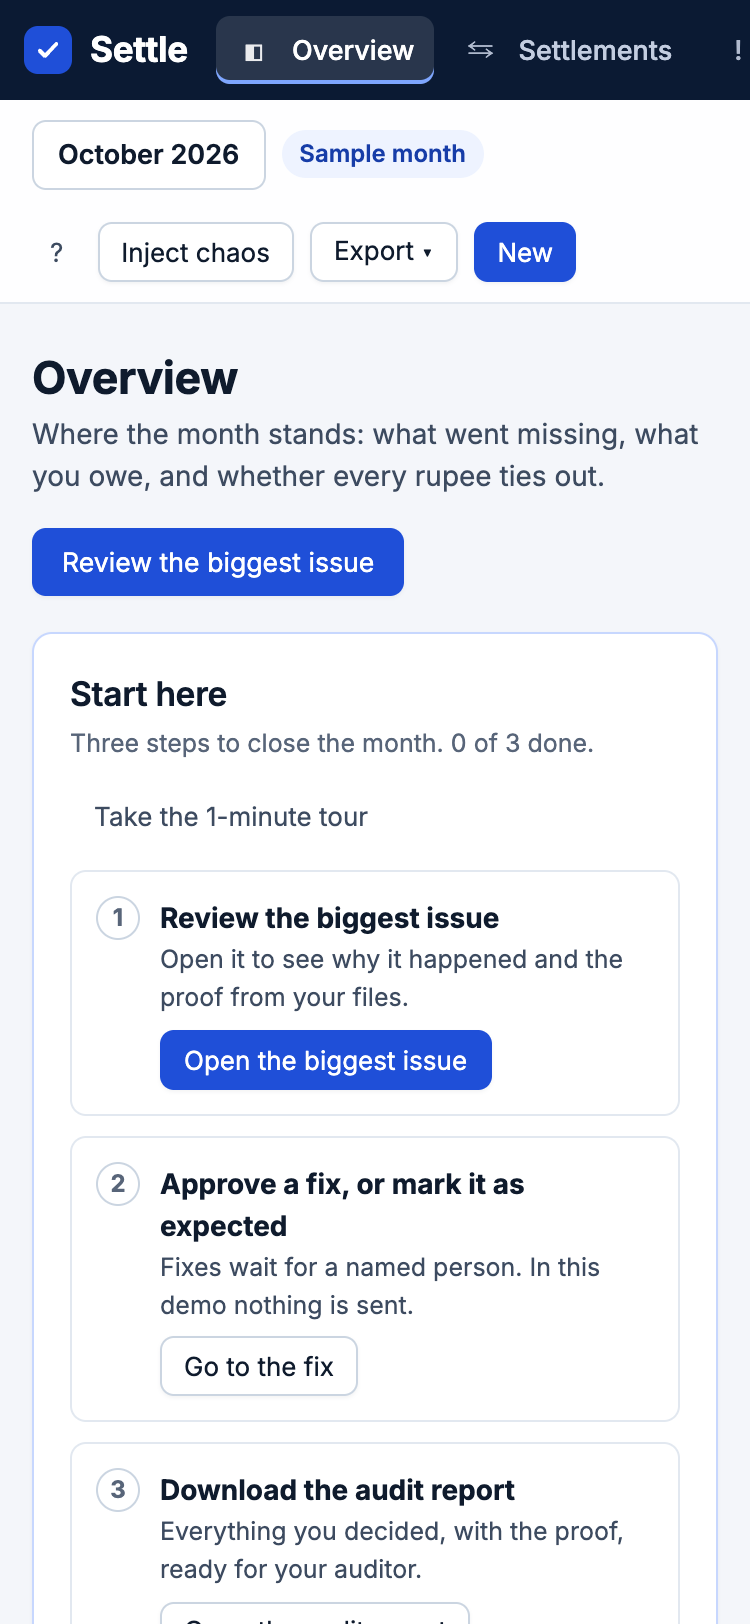 Settle
Overview
Settlements
!
October 2026
Sample month
?
Inject chaos
Export ▾
New
Overview
Where the month stands: what went missing, what
you owe, and whether every rupee ties out.
Review the biggest issue
Start here
Three steps to close the month. 0 of 3 done.
Take the 1-minute tour
1
Review the biggest issue
Open it to see why it happened and the
proof from your files.
Open the biggest issue
2
Approve a fix, or mark it as
expected
Fixes wait for a named person. In this
demo nothing is sent.
Go to the fix
3
Download the audit report
Everything you decided, with the proof,
ready for your auditor.